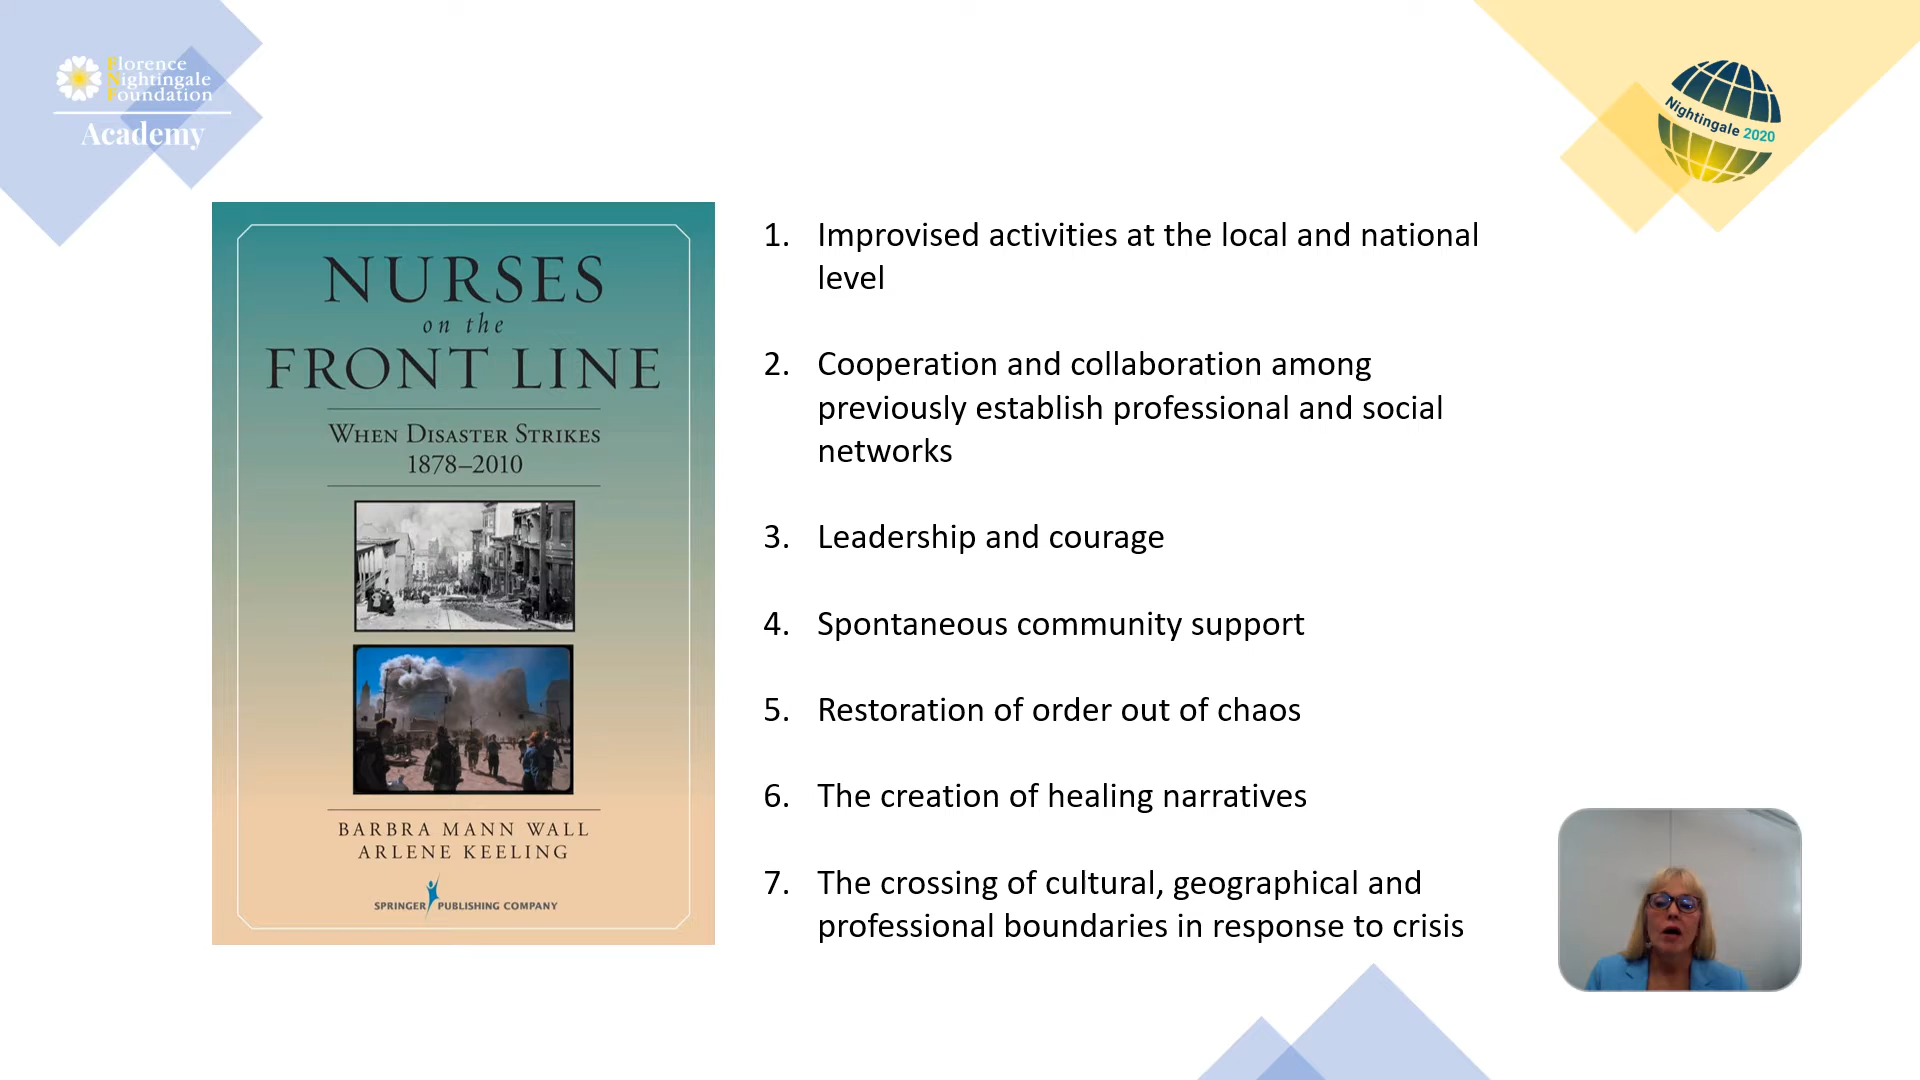 Florence
Nightingale
Foundation
Academy
Nightingale 2020
NURSES
on the
FRONT LINE
WHEN DISASTER STRIKES
1878–2010
BARBRA MANN WALL
ARLENE KEELING
SPRINGER PUBLISHING COMPANY
1. Improvised activities at the local and national
level
2. Cooperation and collaboration among
previously establish professional and social
networks
3. Leadership and courage
4. Spontaneous community support
5. Restoration of order out of chaos
6. The creation of healing narratives
7. The crossing of cultural, geographical and
professional boundaries in response to crisis